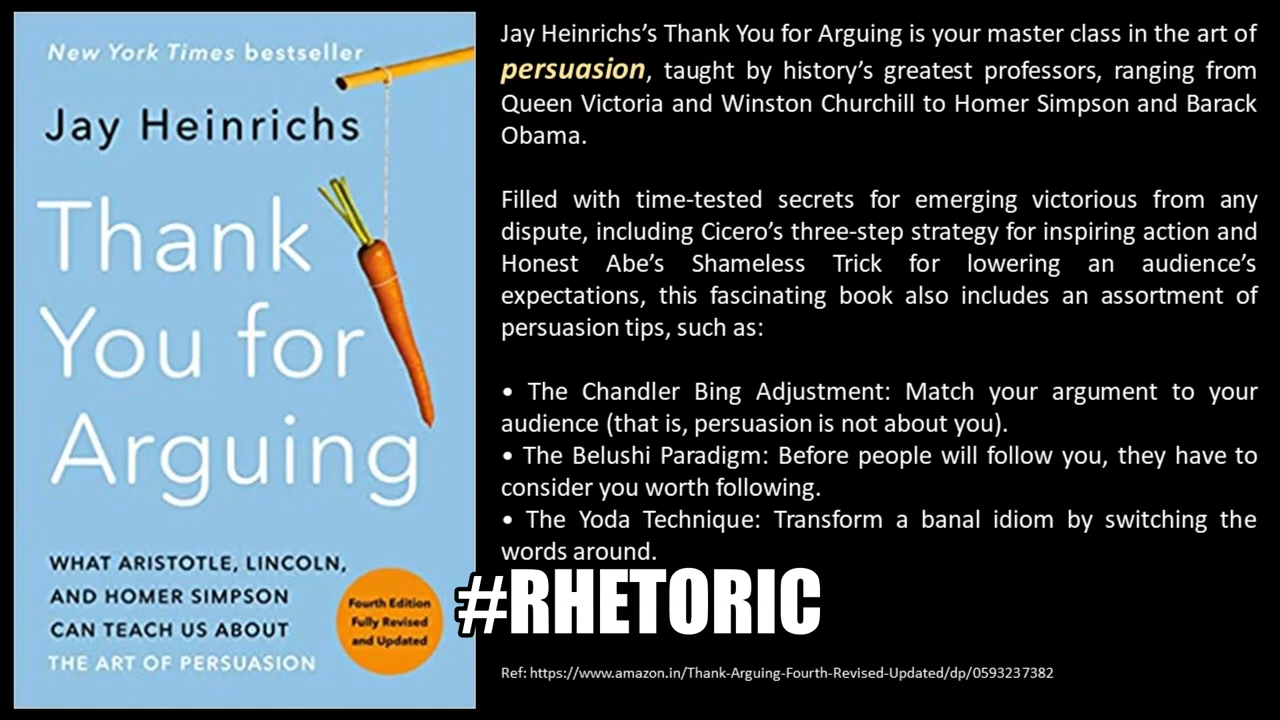 New York Times bestseller
Jay Heinrichs
Thank
You for
Arguing
WHAT ARISTOTLE, LINCOLN,
AND HOMER SIMPSON
CAN TEACH US ABOUT
THE ART OF PERSUASION
Fourth Edition
Fully Revised
and Updated
Jay Heinrichs’s Thank You for Arguing is your master class in the art of
persuasion, taught by history’s greatest professors, ranging from
Queen Victoria and Winston Churchill to Homer Simpson and Barack
Obama.
Filled with time-tested secrets for emerging victorious from any
dispute, including Cicero’s three-step strategy for inspiring action and
Honest Abe’s Shameless Trick for lowering an audience’s
expectations, this fascinating book also includes an assortment of
persuasion tips, such as:
• The Chandler Bing Adjustment: Match your argument to your
audience (that is, persuasion is not about you).
• The Belushi Paradigm: Before people will follow you, they have to
consider you worth following.
• The Yoda Technique: Transform a banal idiom by switching the
words around.
#RHETORIC
Ref: https://www.amazon.in/Thank-Arguing-Fourth-Revised-Updated/dp/0593237382